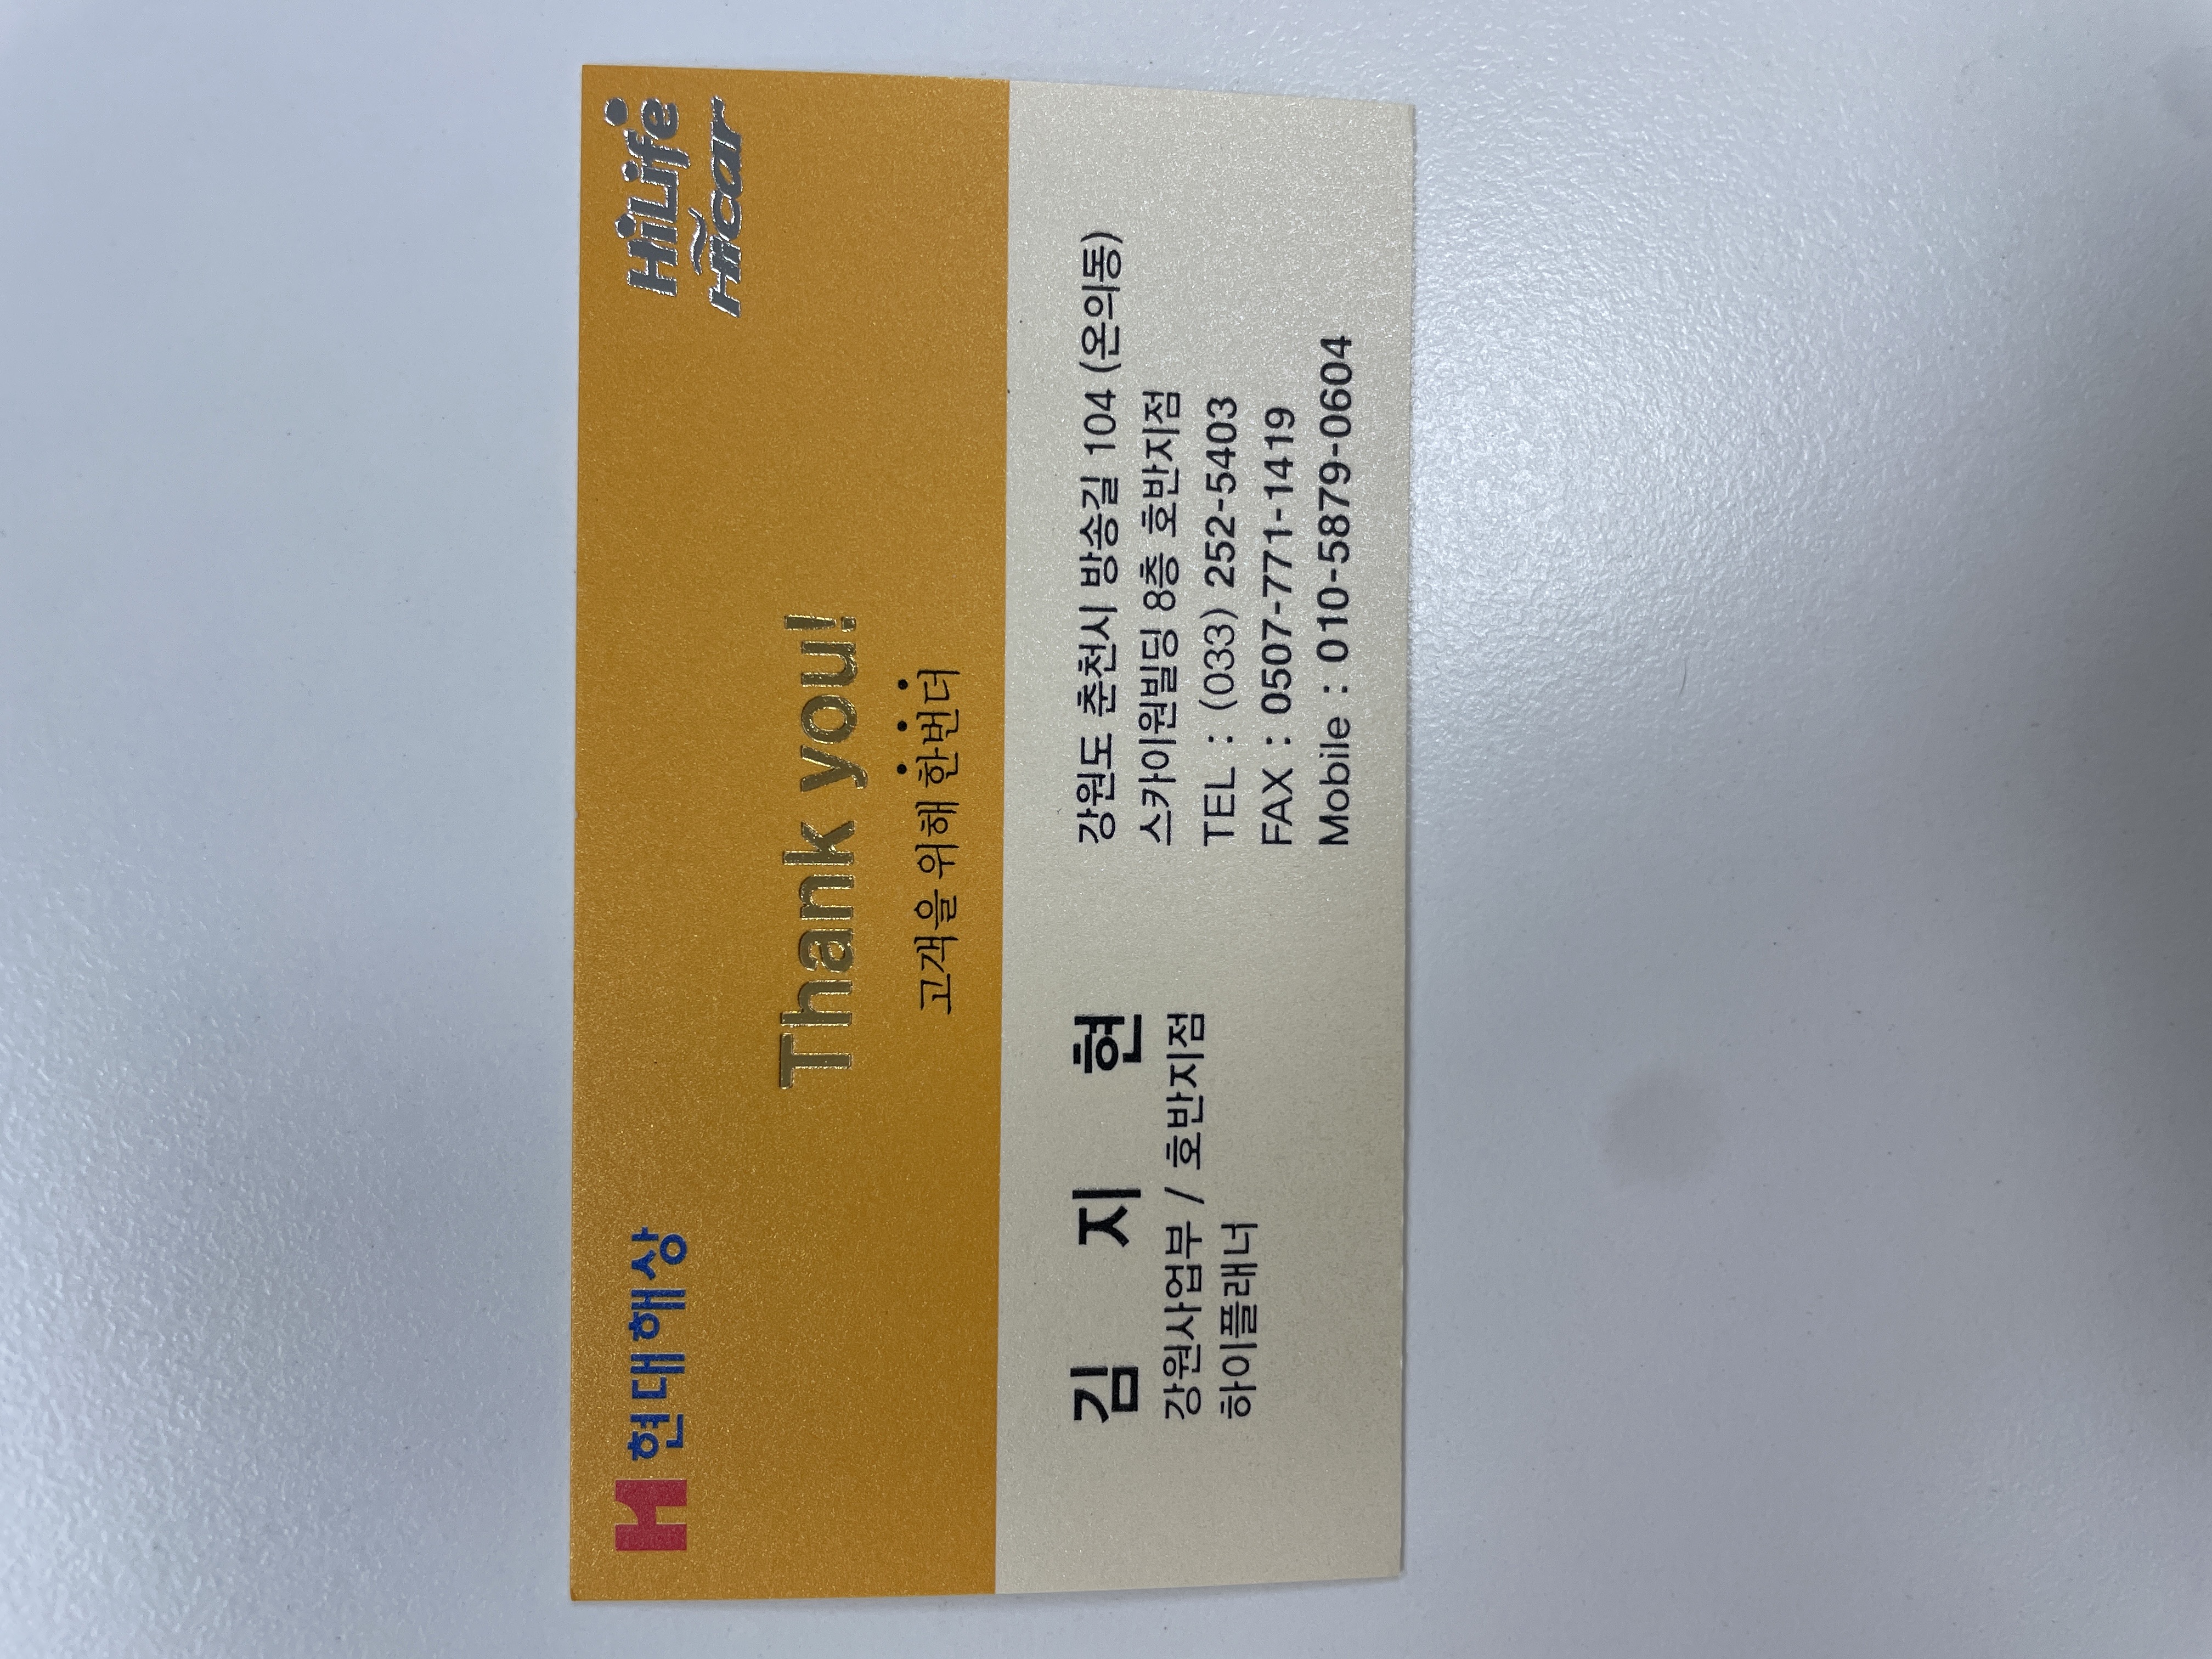 현대해상
HiLife
Hicar
Thank you!
고객을 위해 한번더
김 지 현
강원사업부 / 호반지점
하이플래너
강원도 춘천시 방송길 104 (온의동)
스카이원빌딩 8층 호반지점
TEL : (033) 252-5403
FAX : 0507-771-1419
Mobile : 010-5879-0604